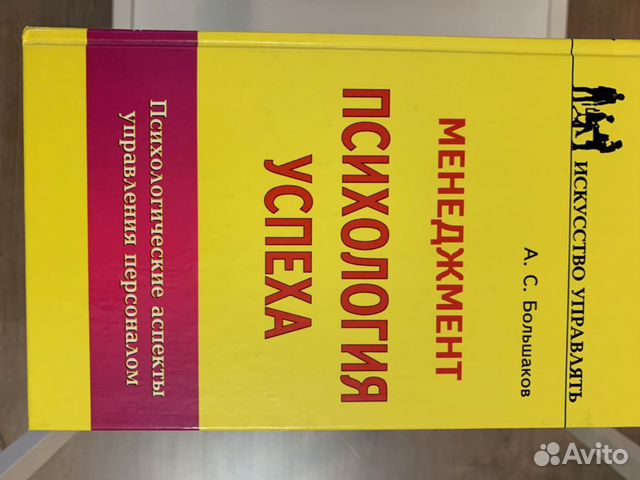 ИСКУССТВО УПРАВЛЯТЬ
А. С. Большаков
МЕНЕДЖМЕНТ
ПСИХОЛОГИЯ
УСПЕХА
Психологические аспекты
управления персоналом
Avito